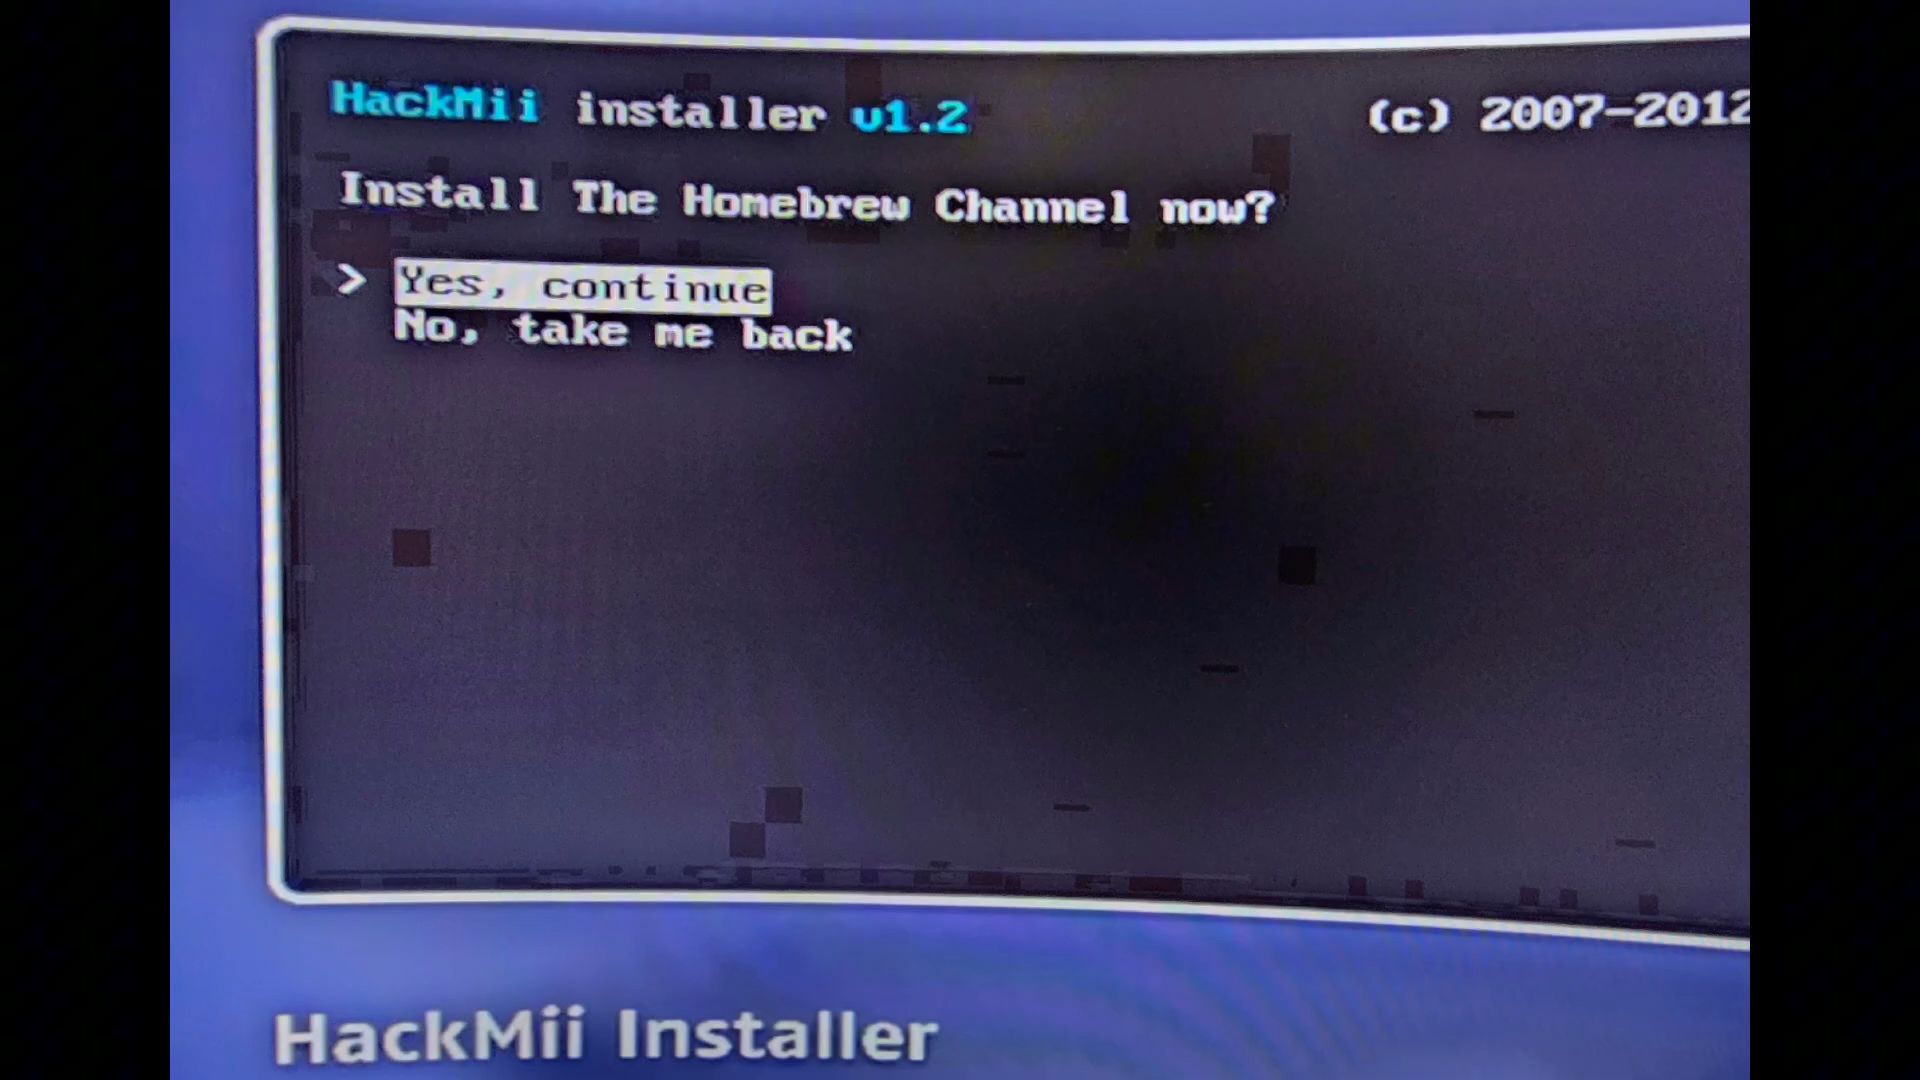 HackMii installer v1.2
(c) 2007-2012
Install The Homebrew Channel now?
> Yes, continue
No, take me back
HackMii Installer